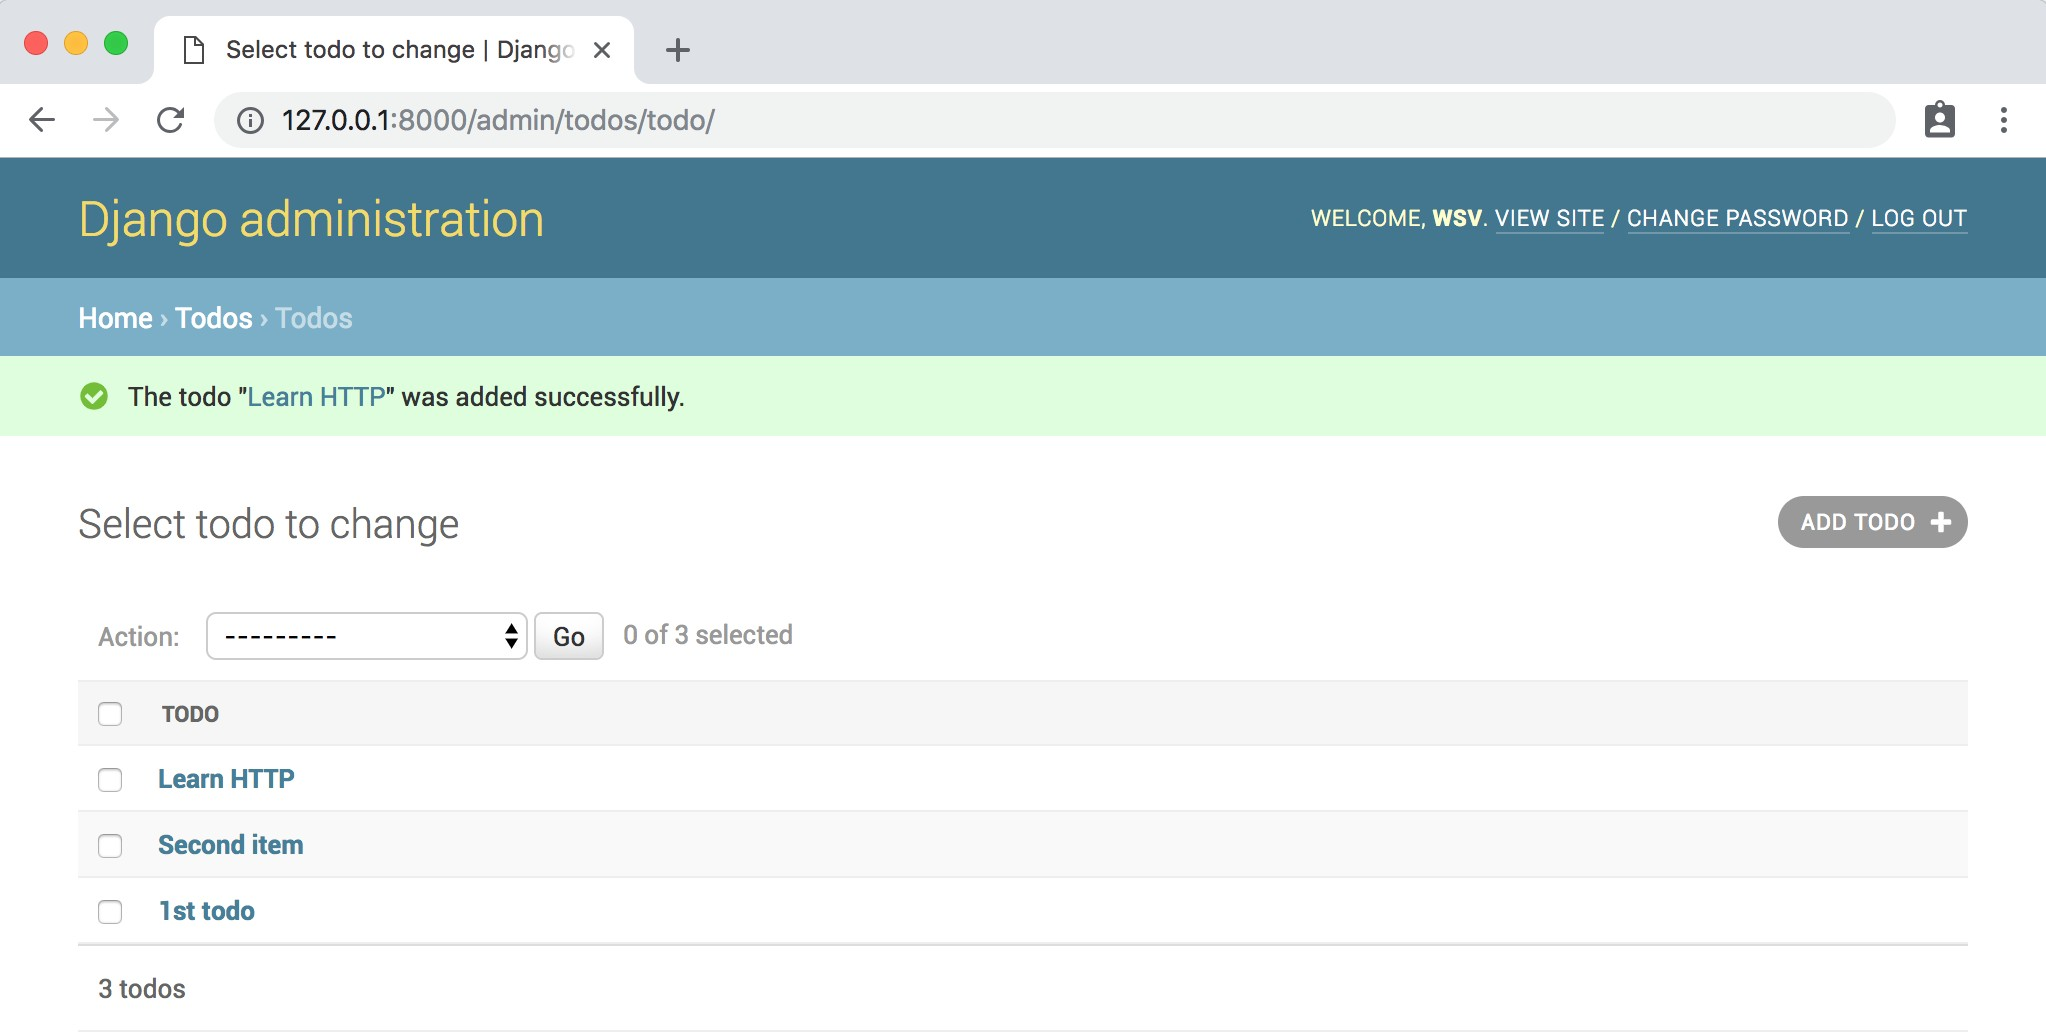 Select todo to change | Django
127.0.0.1:8000/admin/todos/todo/
Django administration
WELCOME, WSV. VIEW SITE / CHANGE PASSWORD / LOG OUT
Home › Todos › Todos
The todo "Learn HTTP" was added successfully.
Select todo to change
ADD TODO +
Action: --------- Go 0 of 3 selected
TODO
Learn HTTP
Second item
1st todo
3 todos